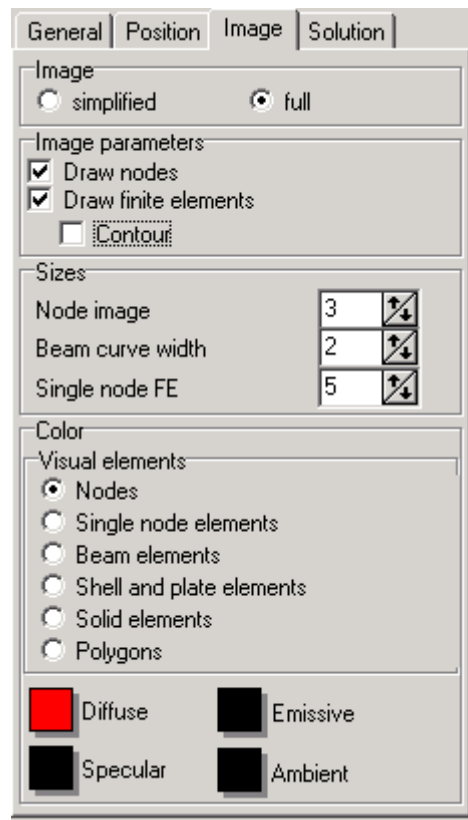 General Position Image Solution
Image
simplified full
Image parameters
Draw nodes
Draw finite elements
Contour
Sizes
Node image 3
Beam curve width 2
Single node FE 5
Color
Visual elements
Nodes
Single node elements
Beam elements
Shell and plate elements
Solid elements
Polygons
Diffuse Emissive
Specular Ambient